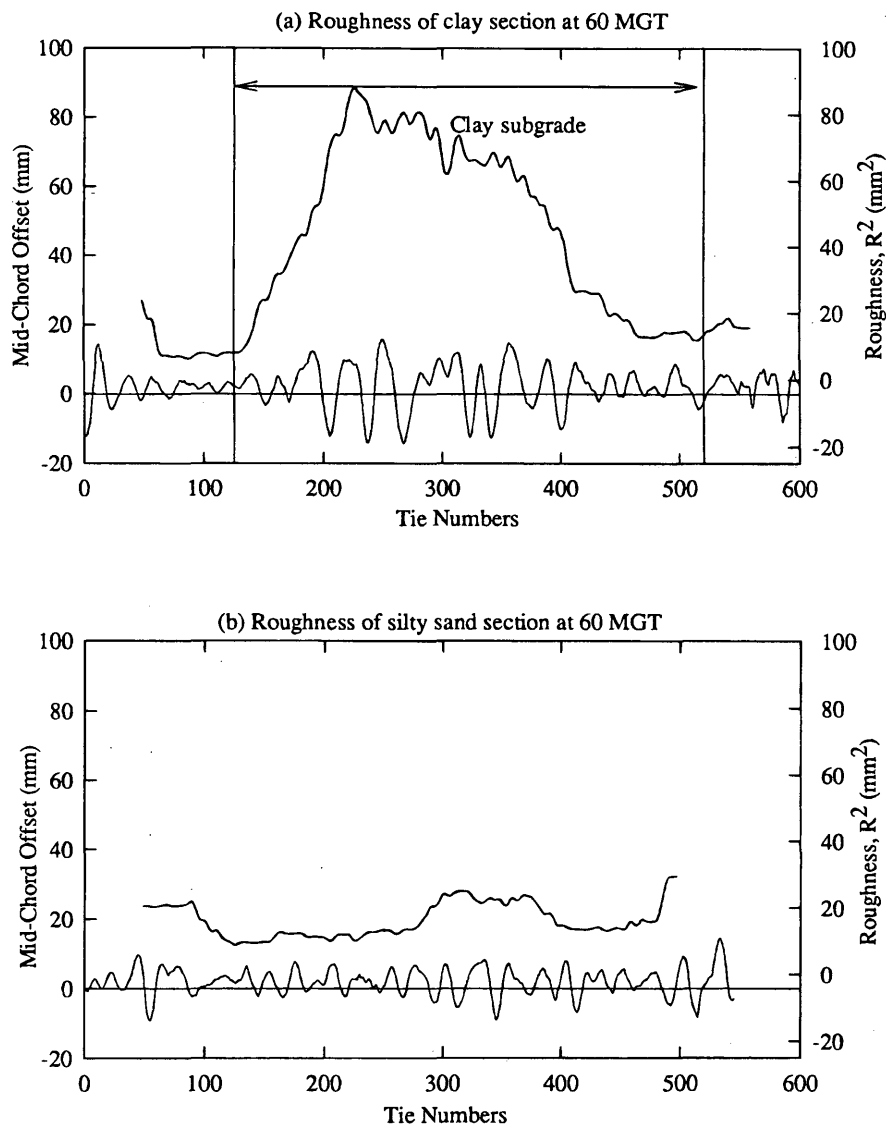 (a) Roughness of clay section at 60 MGT
100
80
60
40
20
0
-20
Mid-Chord Offset (mm)
Clay subgrade
100
80
60
40
20
0
-20
Roughness, R² (mm²)
0 100 200 300 400 500 600
Tie Numbers
(b) Roughness of silty sand section at 60 MGT
100
80
60
40
20
0
-20
Mid-Chord Offset (mm)
100
80
60
40
20
0
-20
Roughness, R² (mm²)
0 100 200 300 400 500 600
Tie Numbers